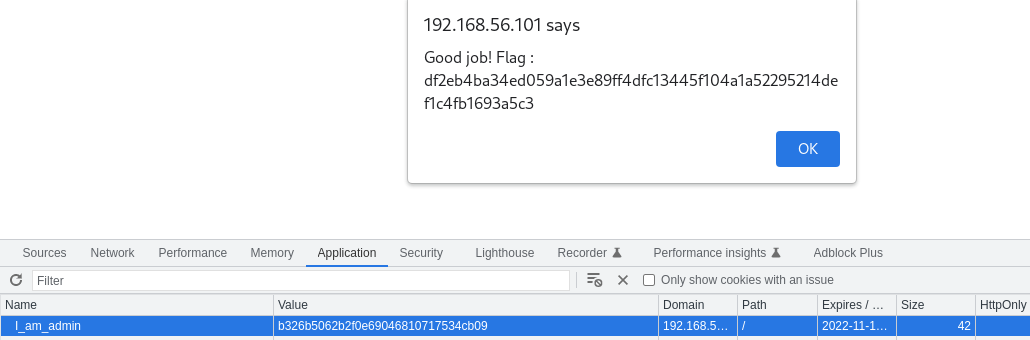 192.168.56.101 says
Good job! Flag :
df2eb4ba34ed059a1e3e89ff4dfc13445f104a1a52295214de
f1c4fb1693a5c3
OK
Sources Network Performance Memory Application Security Lighthouse Recorder Performance insights Adblock Plus
Filter Only show cookies with an issue
Name Value Domain Path Expires / ... Size HttpOnly
I_am_admin b326b5062b2f0e69046810717534cb09 192.168.5... / 2022-11-1... 42